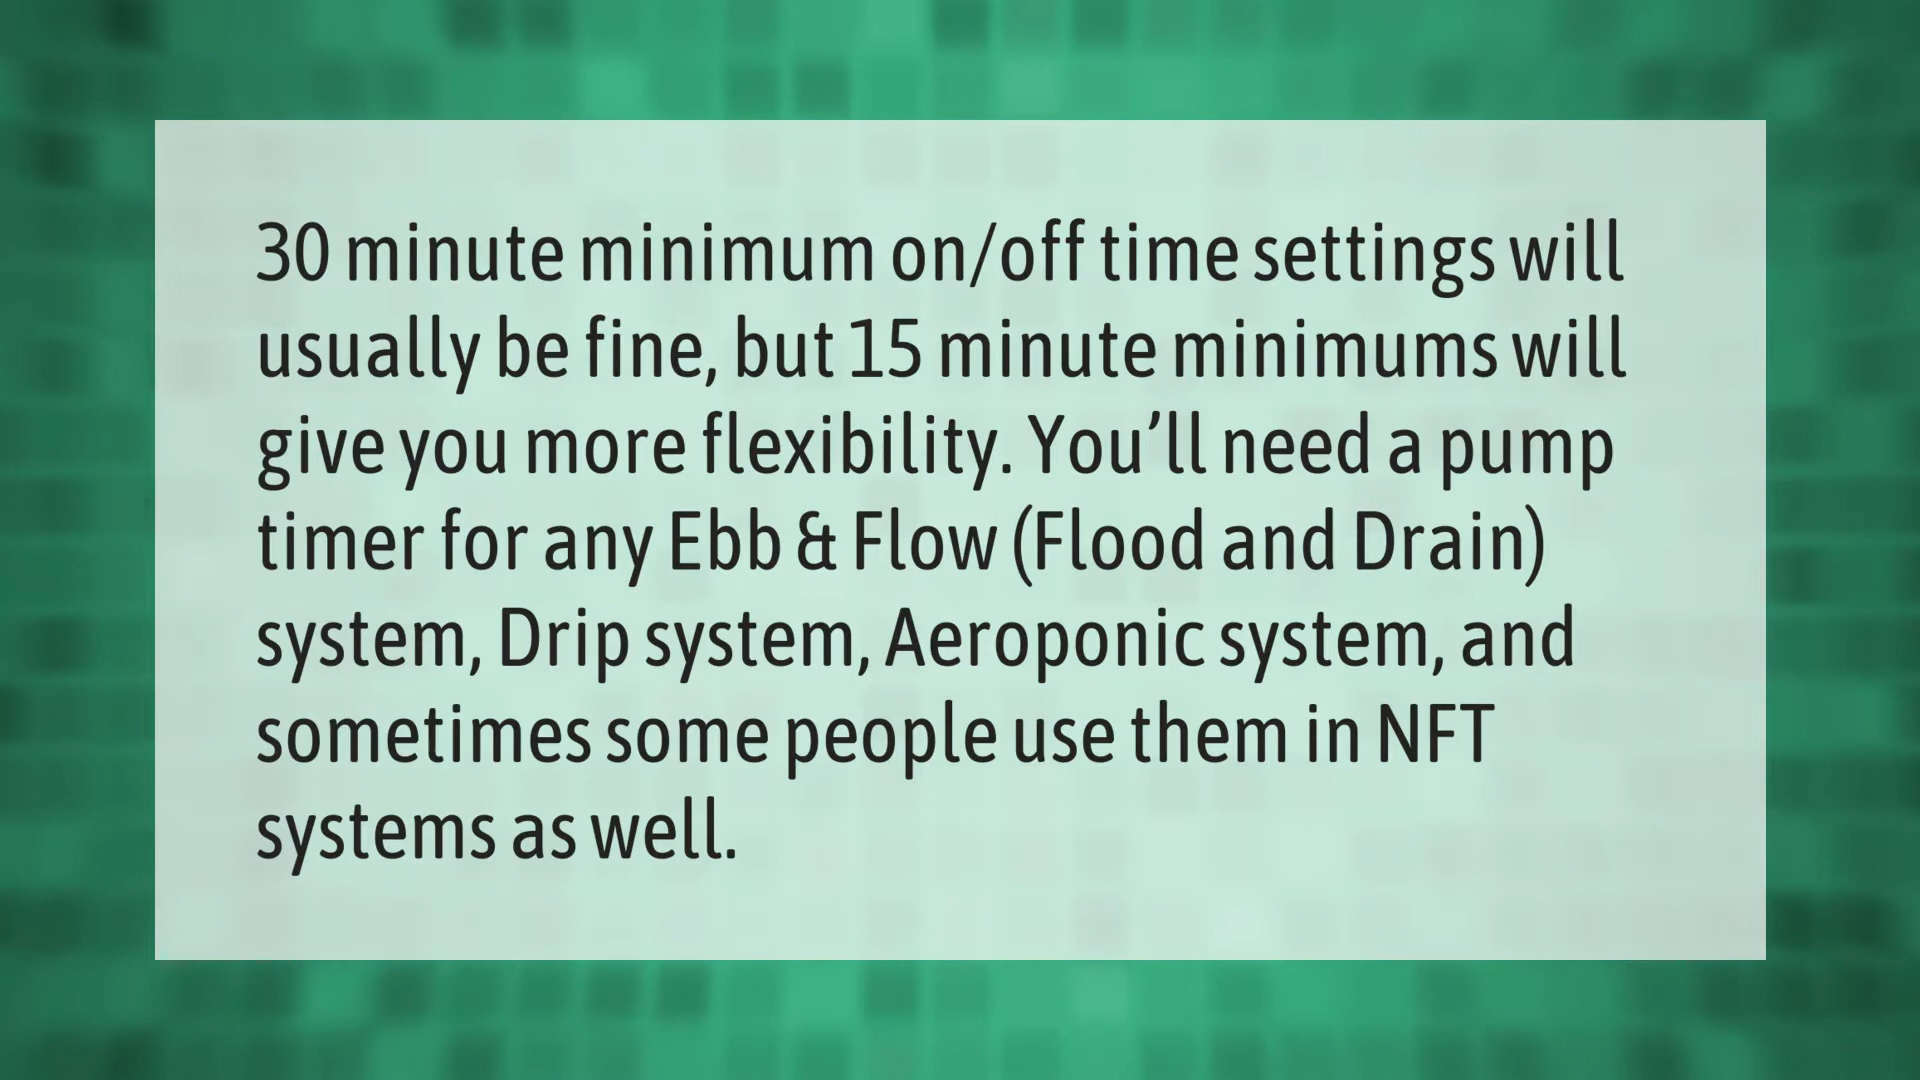 30 minute minimum on/off time settings will
usually be fine, but 15 minute minimums will
give you more flexibility. You’ll need a pump
timer for any Ebb & Flow (Flood and Drain)
system, Drip system, Aeroponic system, and
sometimes some people use them in NFT
systems as well.